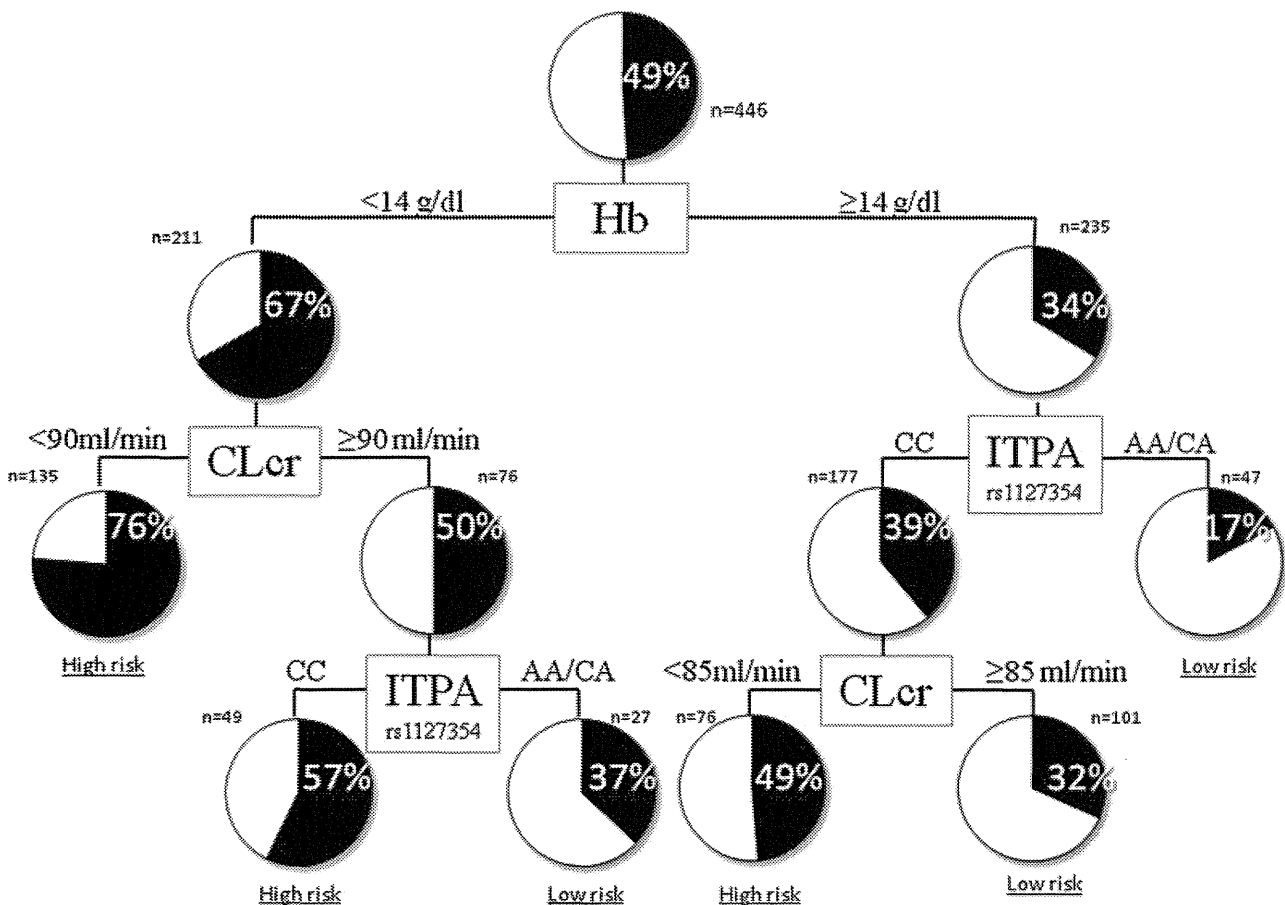 49%
n=446
<14 g/dl
Hb
≥14 g/dl
n=211
67%
n=235
34%
<90ml/min
CLcr
≥90 ml/min
n=135
76%
High risk
n=76
50%
CC
ITPA
rs1127354
AA/CA
n=177
39%
n=47
17%
Low risk
CC
ITPA
rs1127354
AA/CA
n=49
57%
High risk
n=27
37%
Low risk
<85ml/min
CLcr
≥85 ml/min
n=76
49%
High risk
n=101
32%
Low risk